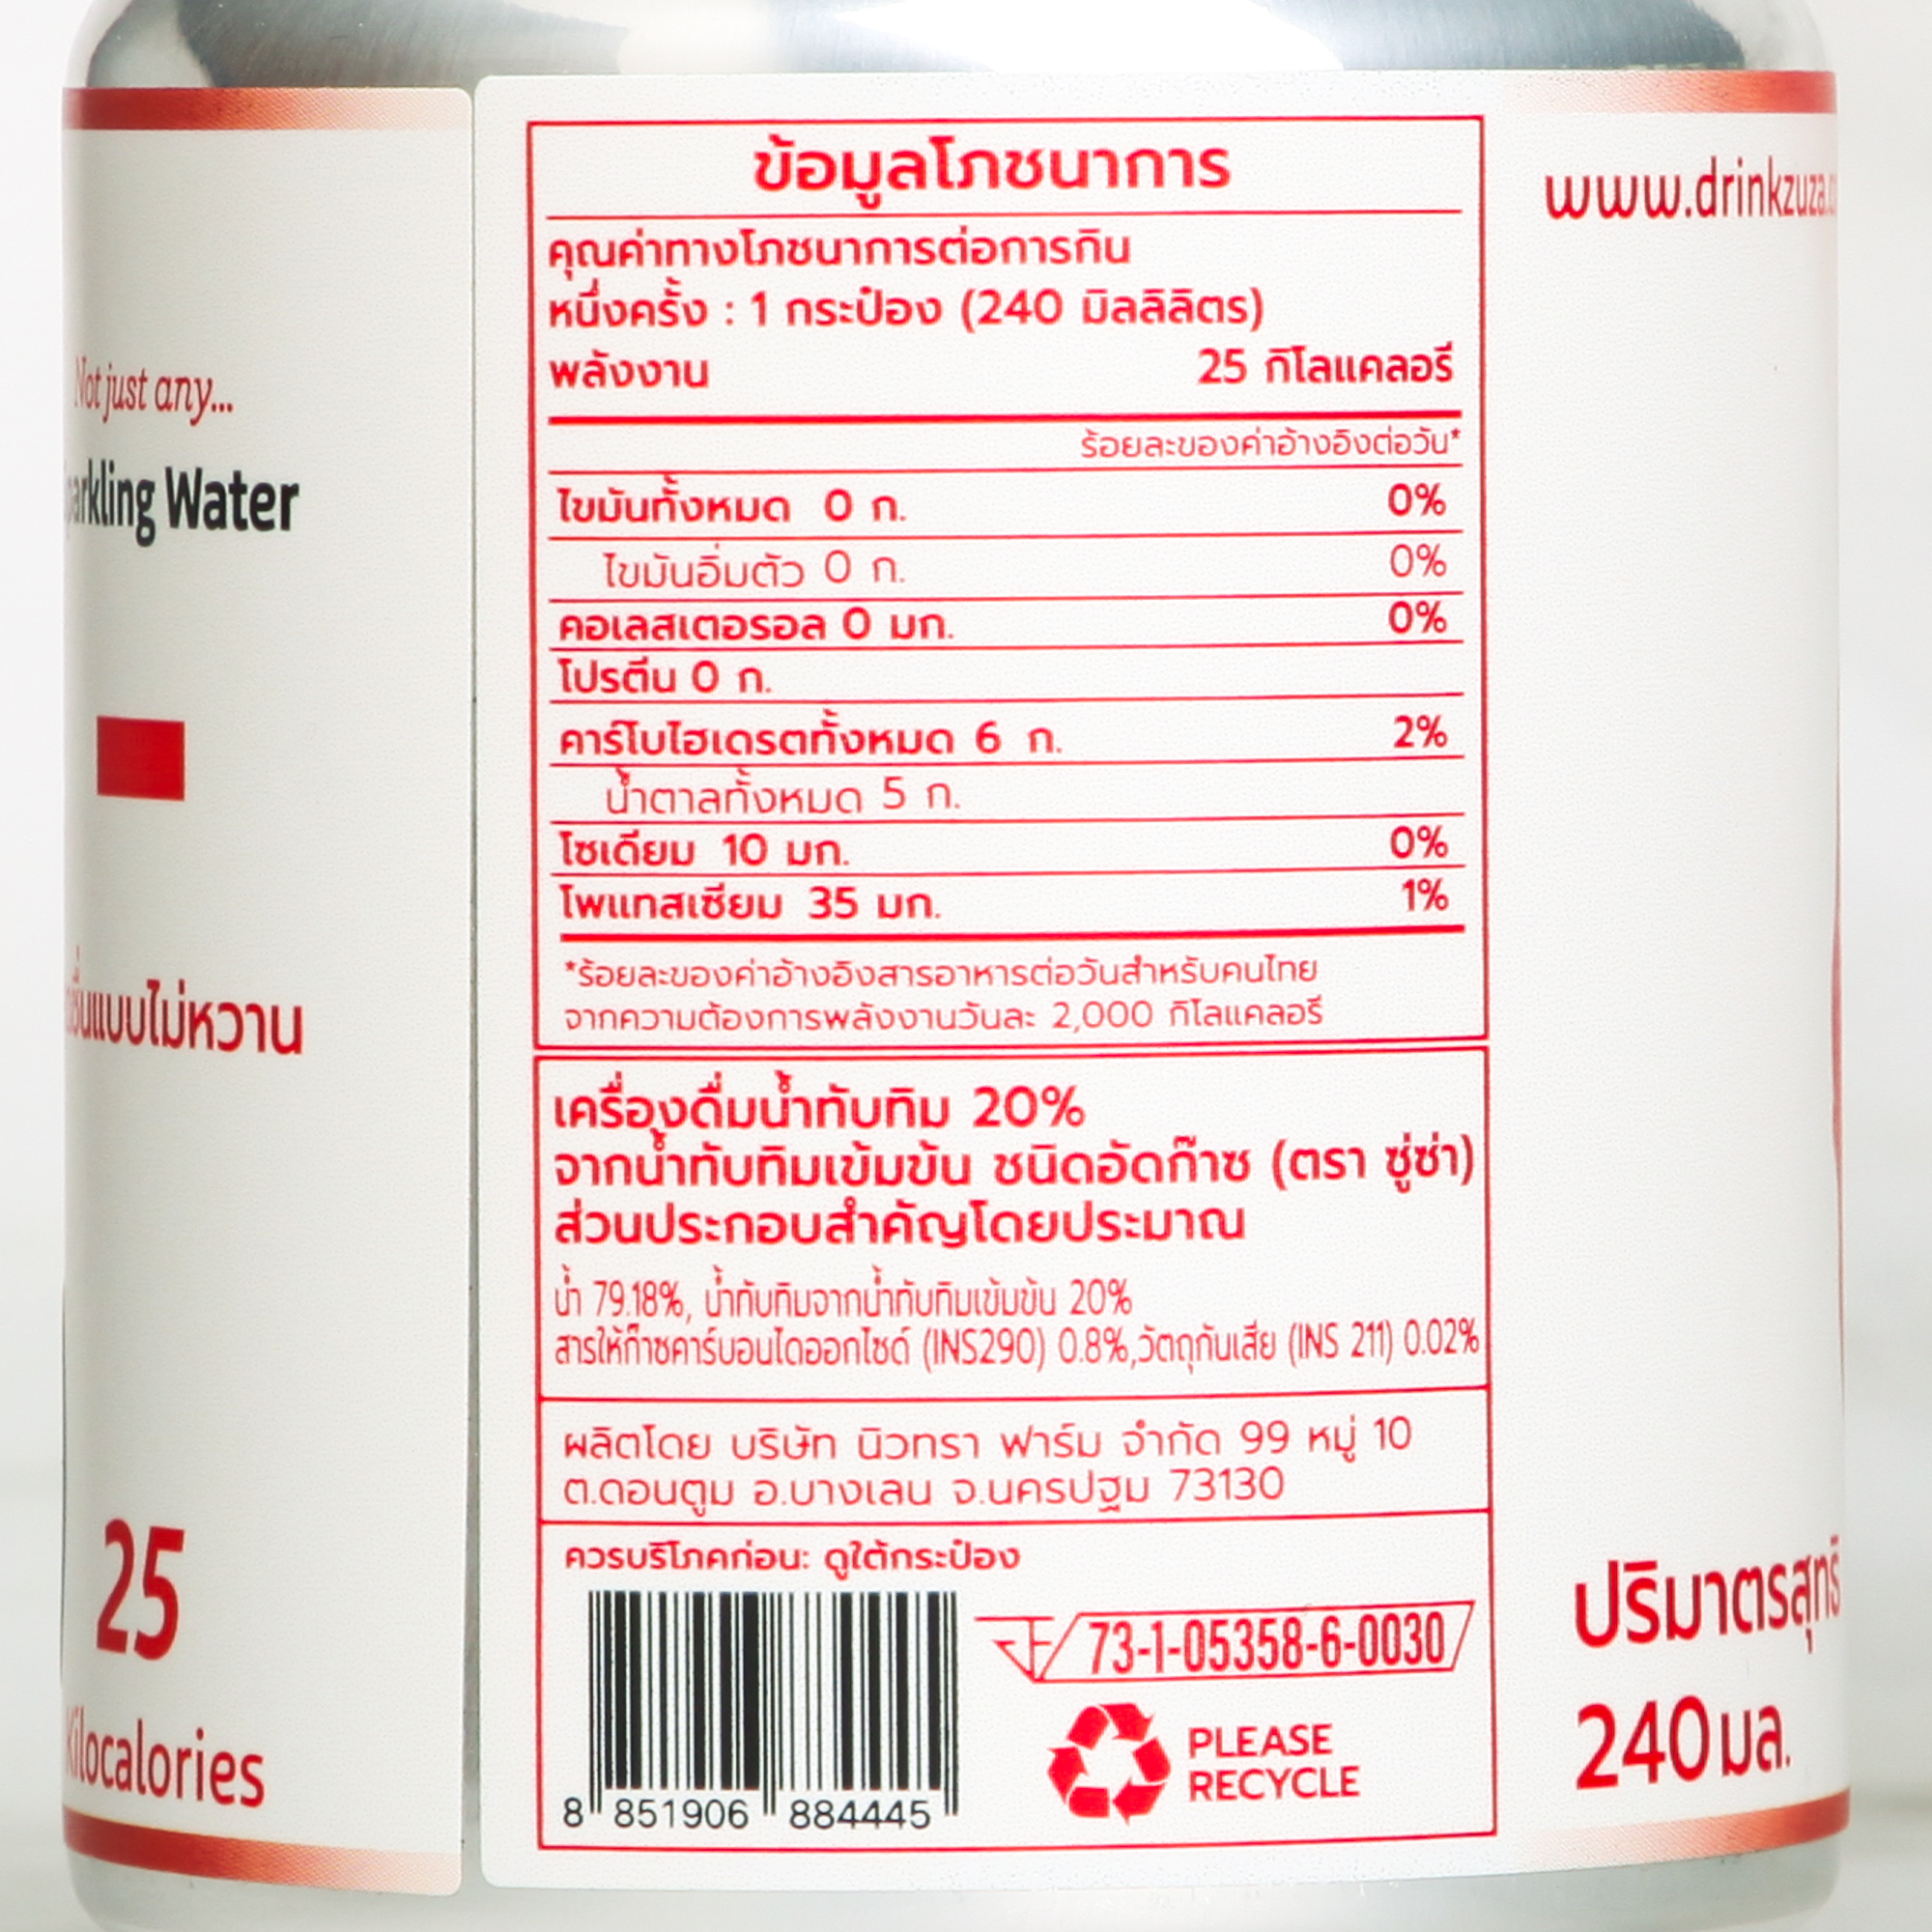 Not just any...
Water
แบบไม่หวาน
25
Kilocalories
ข้อมูลโภชนาการ
คุณค่าทางโภชนาการต่อการกิน
หนึ่งครั้ง : 1 กระป๋อง (240 มิลลิลิตร)
พลังงาน 25 กิโลแคลอรี
ร้อยละของค่าอ้างอิงต่อวัน*
ไขมันทั้งหมด 0 ก. 0%
ไขมันอิ่มตัว 0 ก. 0%
คอเลสเตอรอล 0 มก. 0%
โปรตีน 0 ก.
คาร์โบไฮเดรตทั้งหมด 6 ก. 2%
น้ำตาลทั้งหมด 5 ก.
โซเดียม 10 มก. 0%
โพแทสเซียม 35 มก. 1%
*ร้อยละของค่าอ้างอิงสารอาหารต่อวันสำหรับคนไทย
จากความต้องการพลังงานวันละ 2,000 กิโลแคลอรี
เครื่องดื่มน้ำทับทิม 20%
จากน้ำทับทิมเข้มข้น ชนิดอัดก๊าซ (ตรา ซู่ซ่า)
ส่วนประกอบสำคัญโดยประมาณ
น้ำ 79.18%, น้ำทับทิมจากน้ำทับทิมเข้มข้น 20%
สารให้ก๊าซคาร์บอนไดออกไซด์ (INS290) 0.8%,วัตถุกันเสีย (INS 211) 0.02%
ผลิตโดย บริษัท นิวทรา ฟาร์ม จำกัด 99 หมู่ 10
ต.ดอนตูม อ.บางเลน จ.นครปฐม 73130
ควรบริโภคก่อน: ดูใต้กระป๋อง
73-1-05358-6-0030
PLEASE
RECYCLE
8 851906 884445
www.drinkzuza.
ปริมาตรสุทธิ
240 มล.